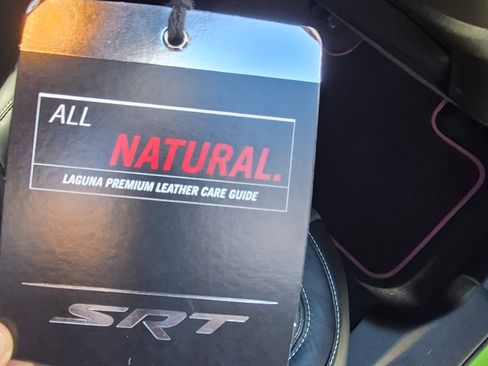 ALL
NATURAL.
LAGUNA PREMIUM LEATHER CARE GUIDE
SRT